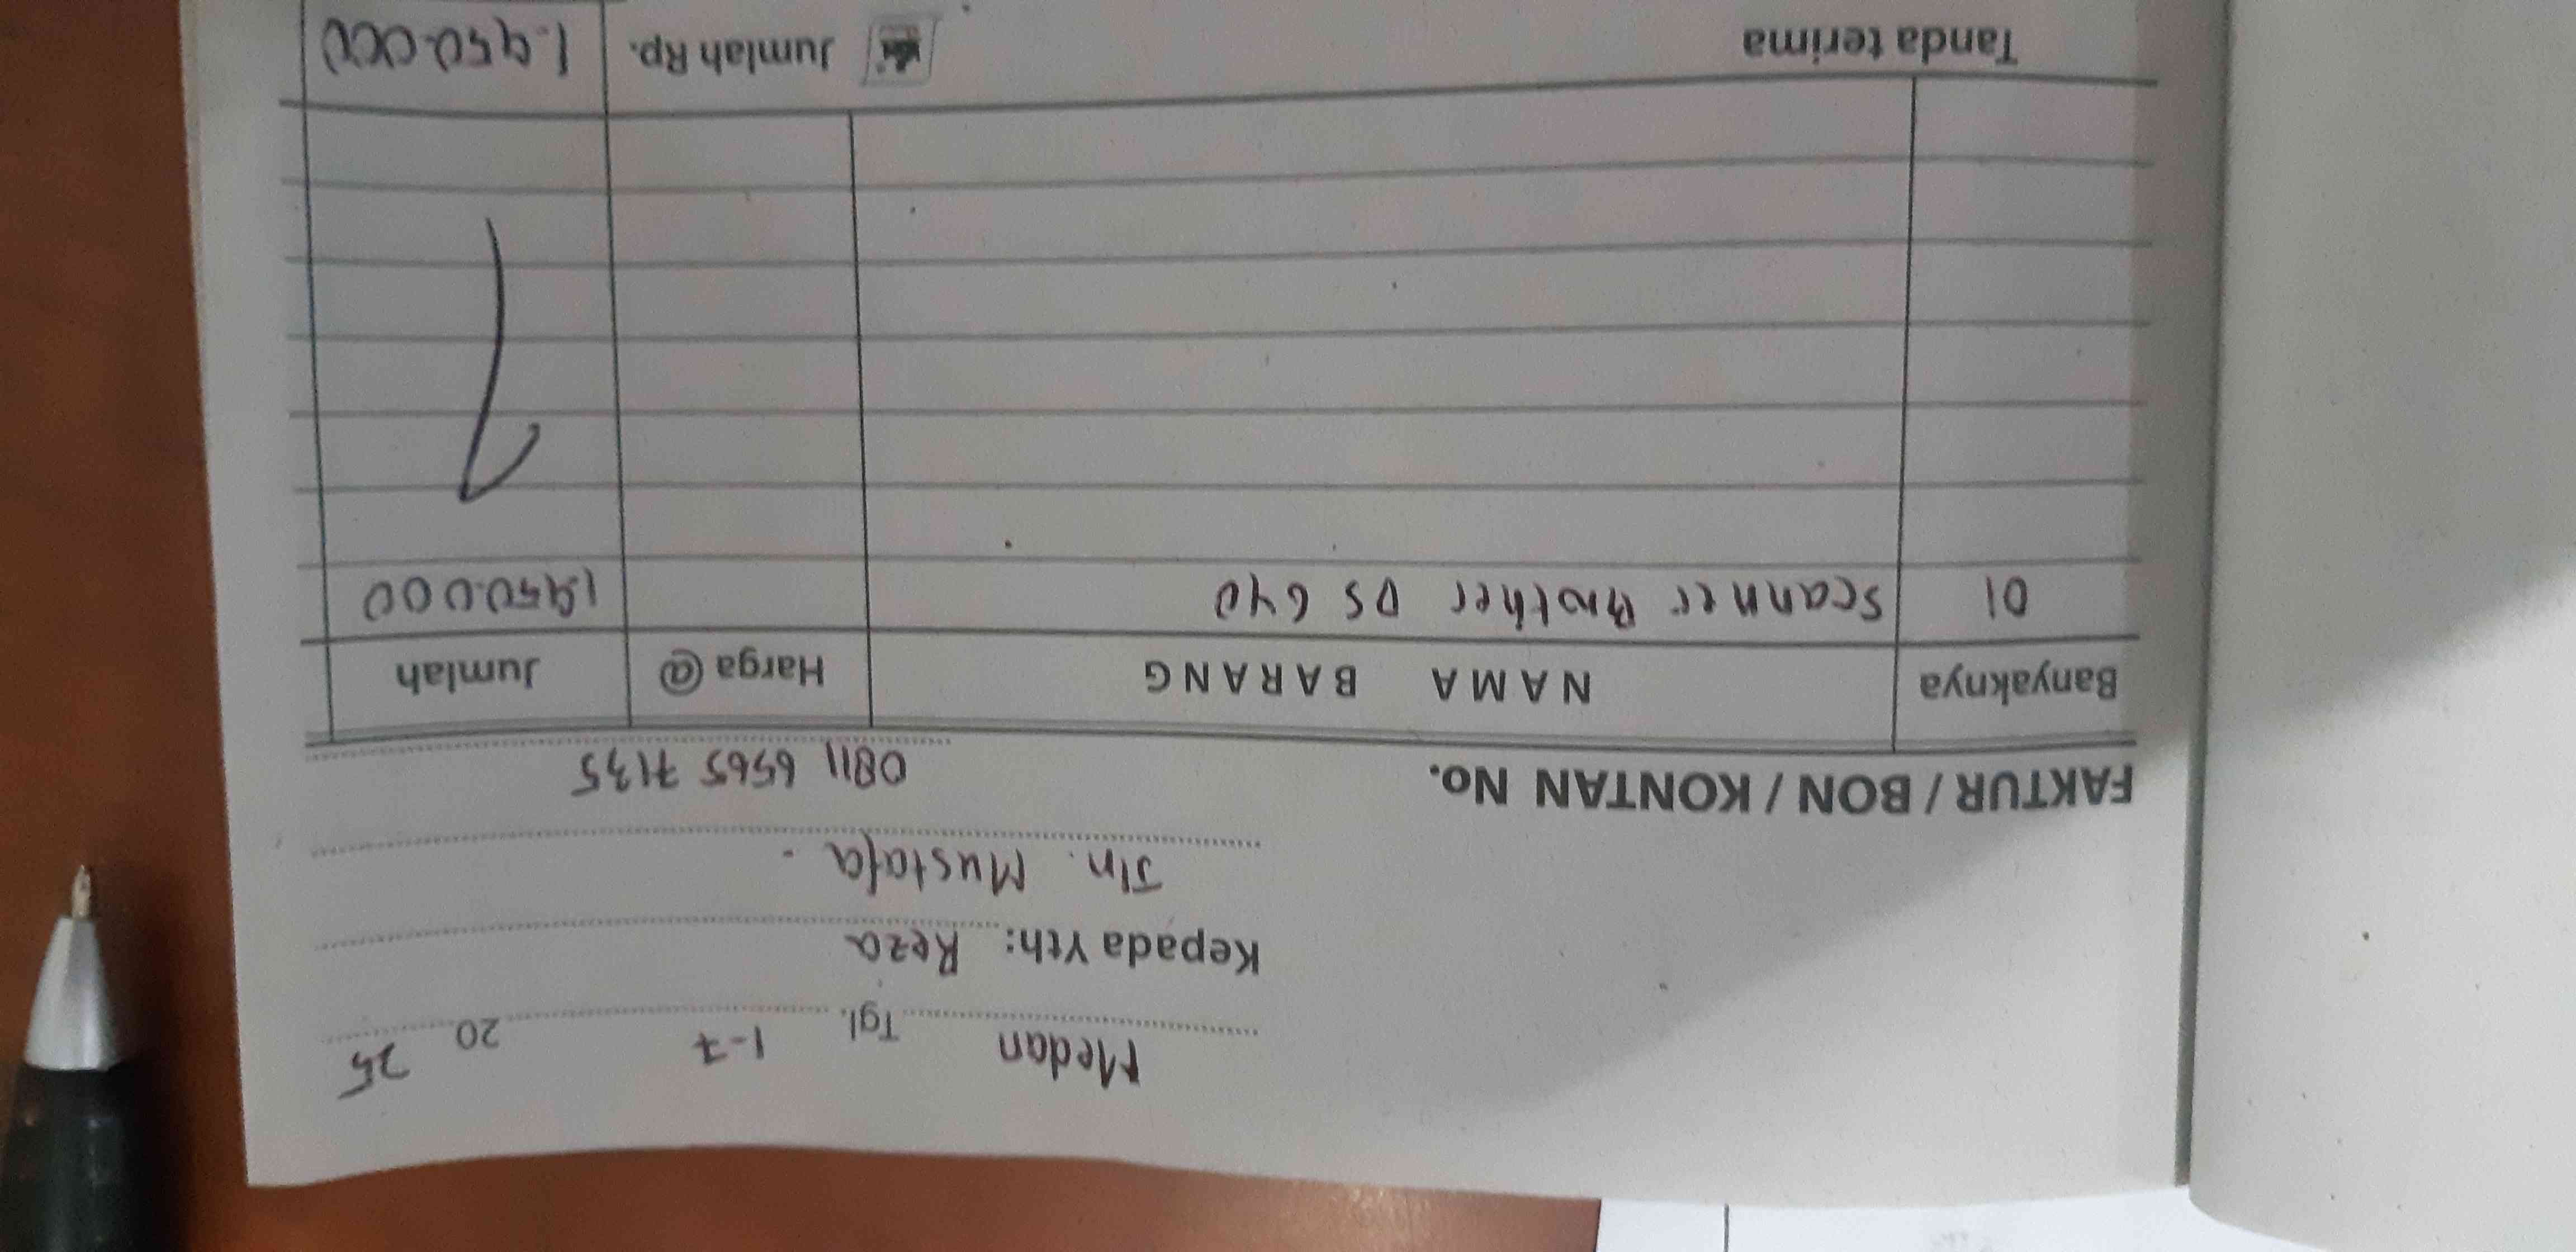 Medan Tgl. 1-7 20 25
Kepada Yth: Reza
Jln. Mustafa.
FAKTUR / BON / KONTAN No. 0811 6565 7135
Banyaknya NAMA BARANG Harga @ Jumlah
01 Scanner Brother DS 640 1.950.000
Tanda terima Jumlah Rp. 1.950.000